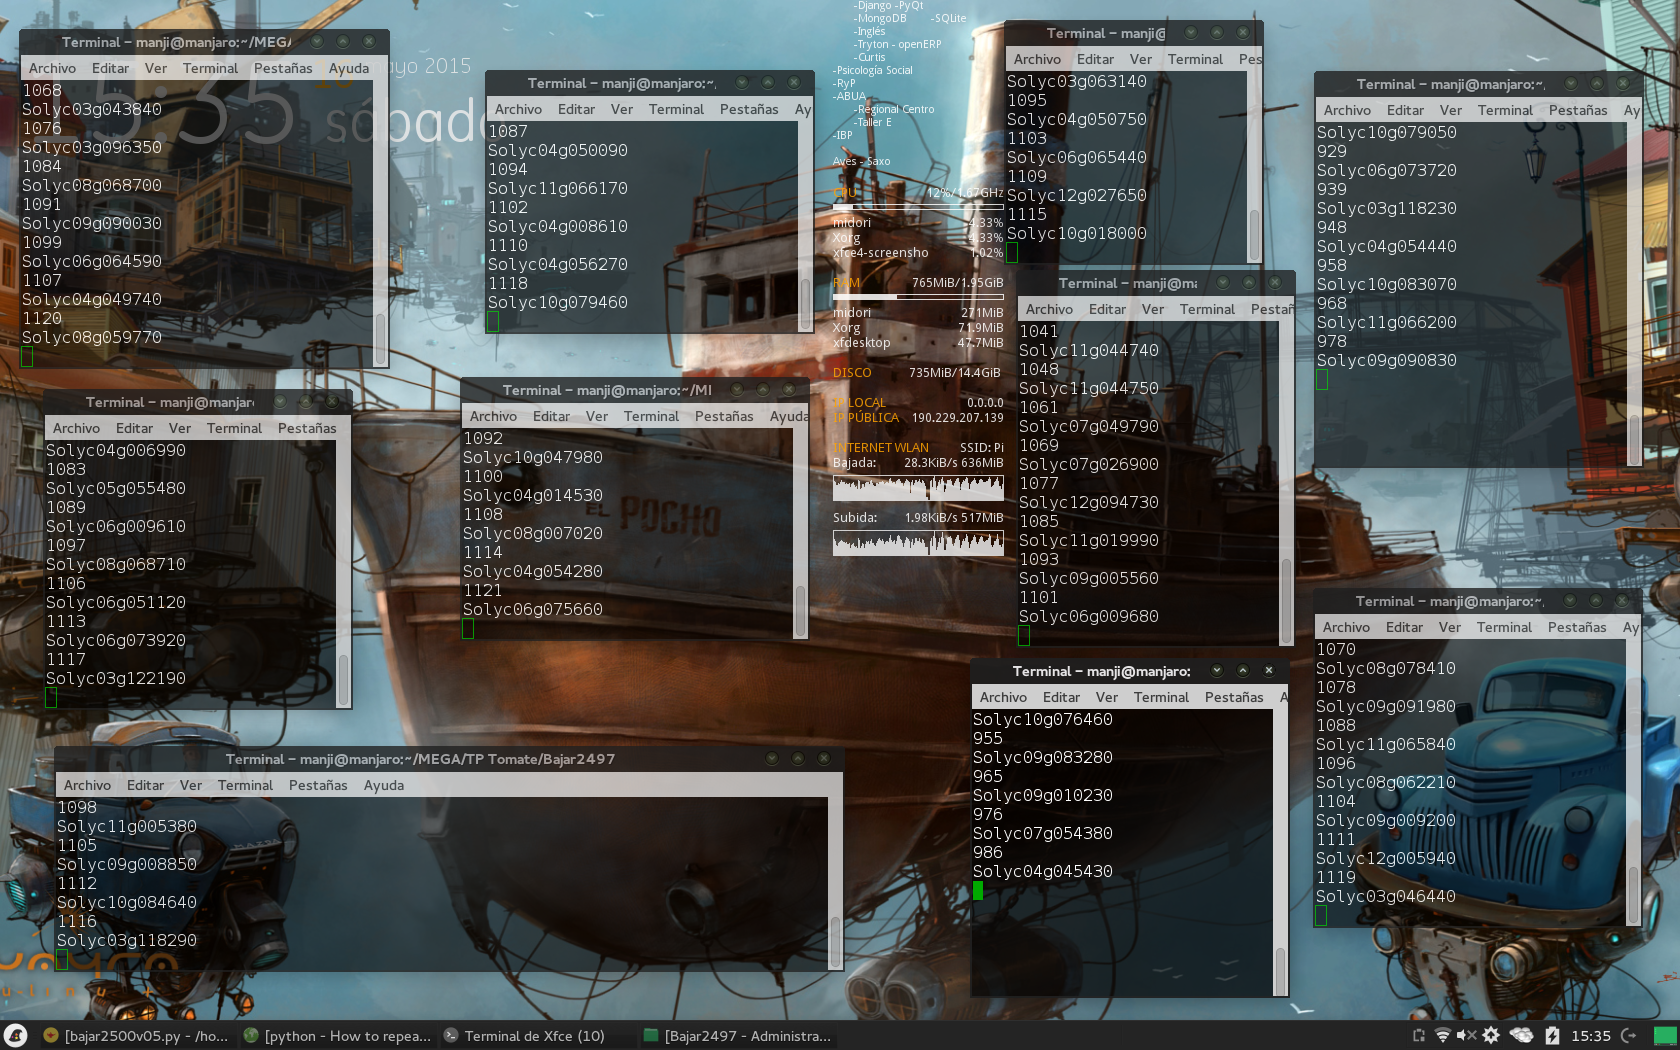 Terminal - manji@manjaro:~/MEGA
Archivo Editar Ver Terminal Pestañas Ayuda
1068
Solyc03g043840
1076
Solyc03g096350
1084
Solyc08g068700
1091
Solyc09g090030
1099
Solyc06g064590
1107
Solyc04g049740
1120
Solyc08g059770
mayo 2015
5:35
sábado
Terminal - manji@manjaro:~,
Archivo Editar Ver Terminal Pestañas Ay
1087
Solyc04g050090
1094
Solyc11g066170
1102
Solyc04g008610
1110
Solyc04g056270
1118
Solyc10g079460
-Django -PyQt
-MongoDB -SQLite
-Inglés
-Tryton - openERP
-Curtis
-Psicología Social
-RyP
-ABUA
-Regional Centro
-Taller E
-IBP
Aves - Saxo
CPU 12%/1.67GHz
midori 4.33%
Xorg 4.33%
xfce4-screensho 1.02%
RAM 765MiB/1.95GiB
midori 271MiB
Xorg 71.9MiB
xfdesktop 47.7MiB
DISCO 735MiB/14.4GiB
IP LOCAL 0.0.0.0
IP PÚBLICA 190.229.207.139
INTERNET WLAN SSID: Pi
Bajada: 28.3KiB/s 636MiB
Subida: 1.98KiB/s 517MiB
Terminal - manji@
Archivo Editar Ver Terminal Pes
Solyc03g063140
1095
Solyc04g050750
1103
Solyc06g065440
1109
Solyc12g027650
1115
Solyc10g018000
Terminal - manji@manjaro:~,
Archivo Editar Ver Terminal Pestañas Ay
Solyc10g079050
929
Solyc06g073720
939
Solyc03g118230
948
Solyc04g054440
958
Solyc10g083070
968
Solyc11g066200
978
Solyc09g090830
Terminal - manji@ma
Archivo Editar Ver Terminal Pestañ
1041
Solyc11g044740
1048
Solyc11g044750
1061
Solyc07g049790
1069
Solyc07g026900
1077
Solyc12g094730
1085
Solyc11g019990
1093
Solyc09g005560
1101
Solyc06g009680
Terminal - manji@manjaro
Archivo Editar Ver Terminal Pestañas
Solyc04g006990
1083
Solyc05g055480
1089
Solyc06g009610
1097
Solyc08g068710
1106
Solyc06g051120
1113
Solyc06g073920
1117
Solyc03g122190
Terminal - manji@manjaro:~/MI
Archivo Editar Ver Terminal Pestañas Ayuda
1092
Solyc10g047980
1100
Solyc04g014530
1108
Solyc08g007020
1114
Solyc04g054280
1121
Solyc06g075660
EL POCHO
Terminal - manji@manjaro:~,
Archivo Editar Ver Terminal Pestañas Ay
1070
Solyc08g078410
1078
Solyc09g091980
1088
Solyc11g065840
1096
Solyc08g062210
1104
Solyc09g009200
1111
Solyc12g005940
1119
Solyc03g046440
Terminal - manji@manjaro:
Archivo Editar Ver Terminal Pestañas A
Solyc10g076460
955
Solyc09g083280
965
Solyc09g010230
976
Solyc07g054380
986
Solyc04g045430
Terminal - manji@manjaro:~/MEGA/TP Tomate/Bajar2497
Archivo Editar Ver Terminal Pestañas Ayuda
1098
Solyc11g005380
1105
Solyc09g008850
1112
Solyc10g084640
1116
Solyc03g118290
[bajar2500v05.py - /ho... [python - How to repea... Terminal de Xfce (10) [Bajar2497 - Administra... 15:35